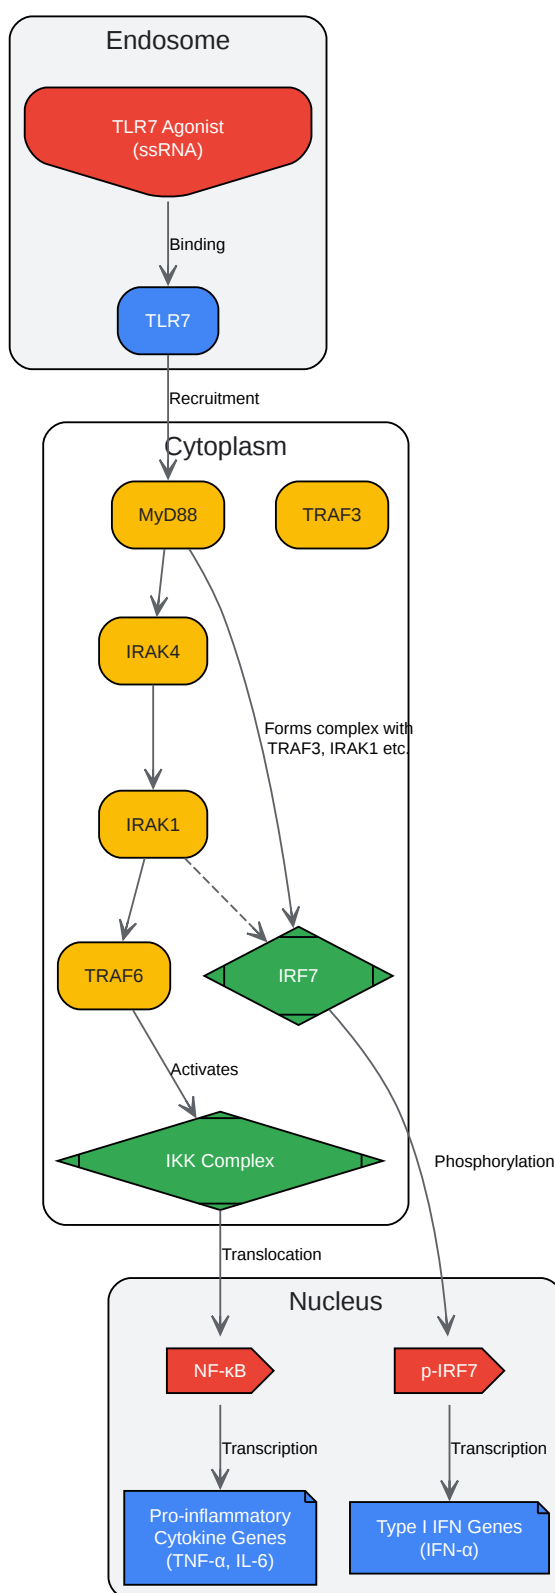 Endosome
TLR7 Agonist
(ssRNA)
Binding
TLR7
Recruitment
Cytoplasm
MyD88
TRAF3
IRAK4
Forms complex with
TRAF3, IRAK1 etc.
IRAK1
TRAF6
IRF7
Activates
IKK Complex
Phosphorylation
Translocation
Nucleus
NF-κB
p-IRF7
Transcription
Transcription
Pro-inflammatory
Cytokine Genes
(TNF-α, IL-6)
Type I IFN Genes
(IFN-α)